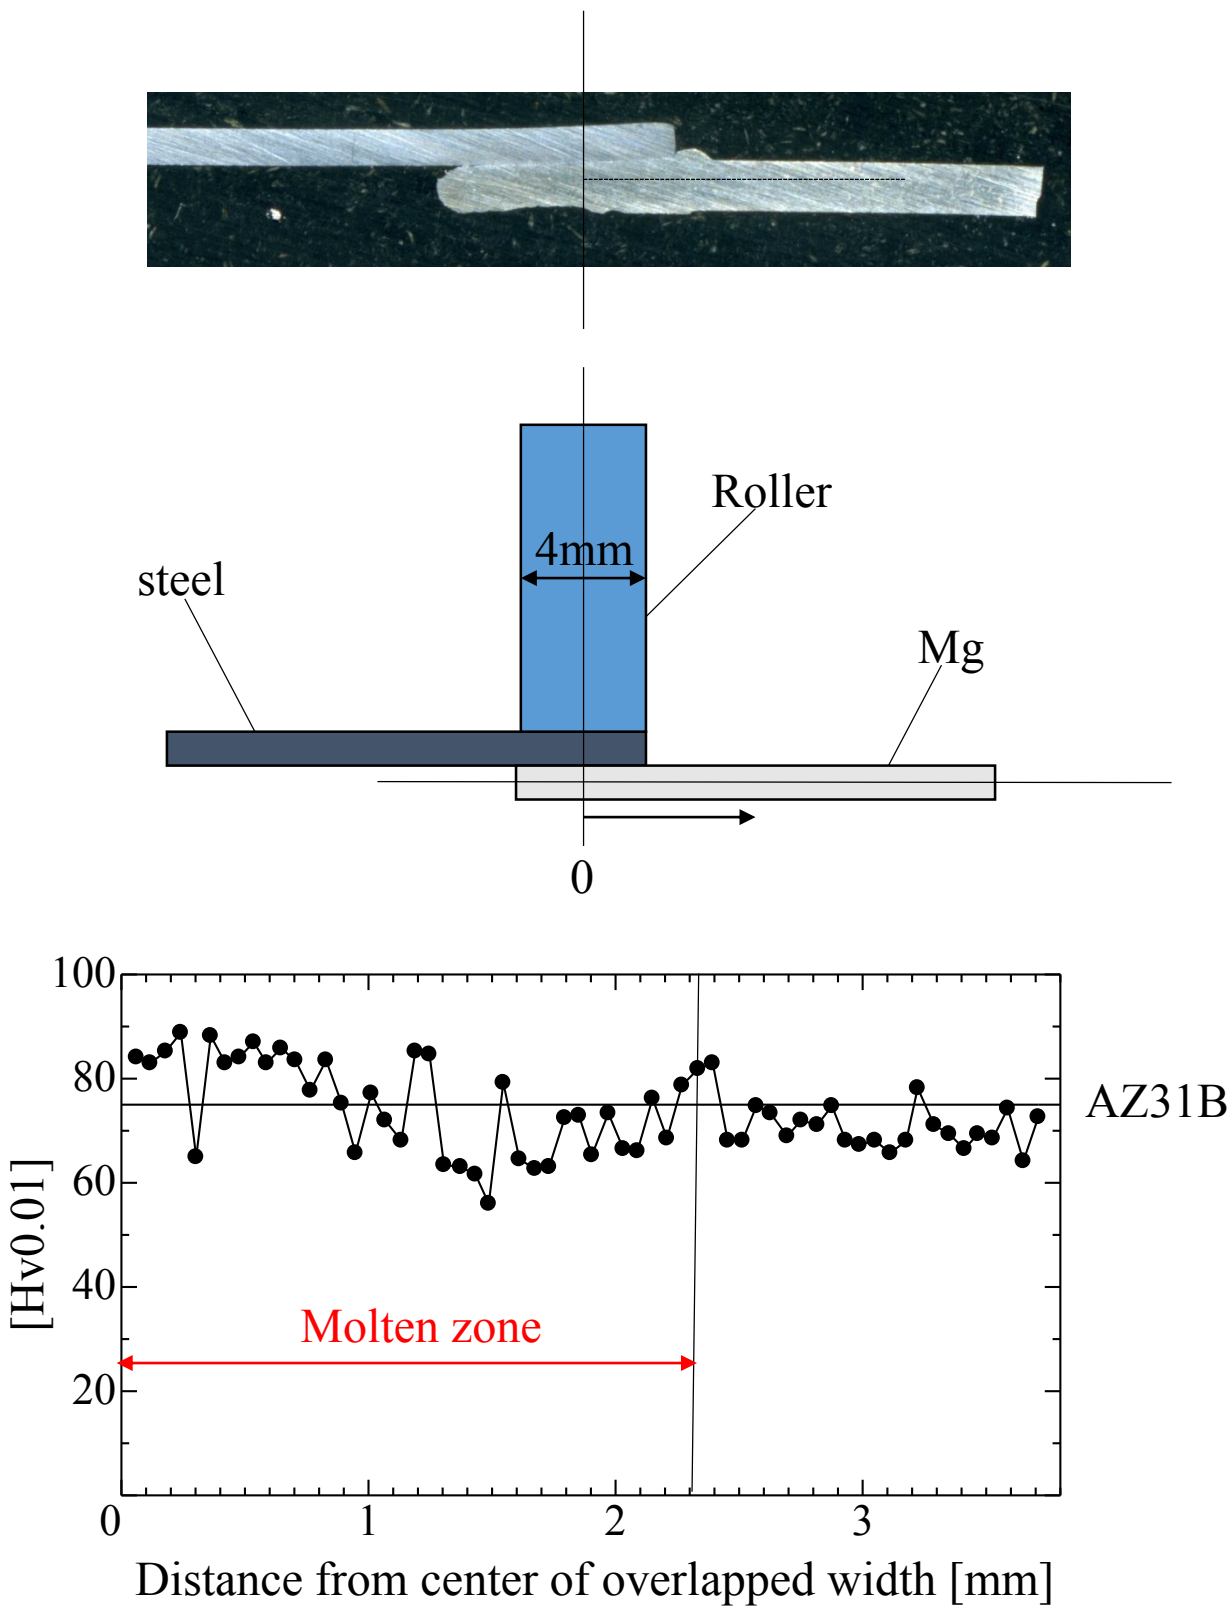 Roller
4mm
steel
Mg
0
100
80
AZ31B
60
[Hv0.01]
40
Molten zone
20
0 1 2 3
Distance from center of overlapped width [mm]